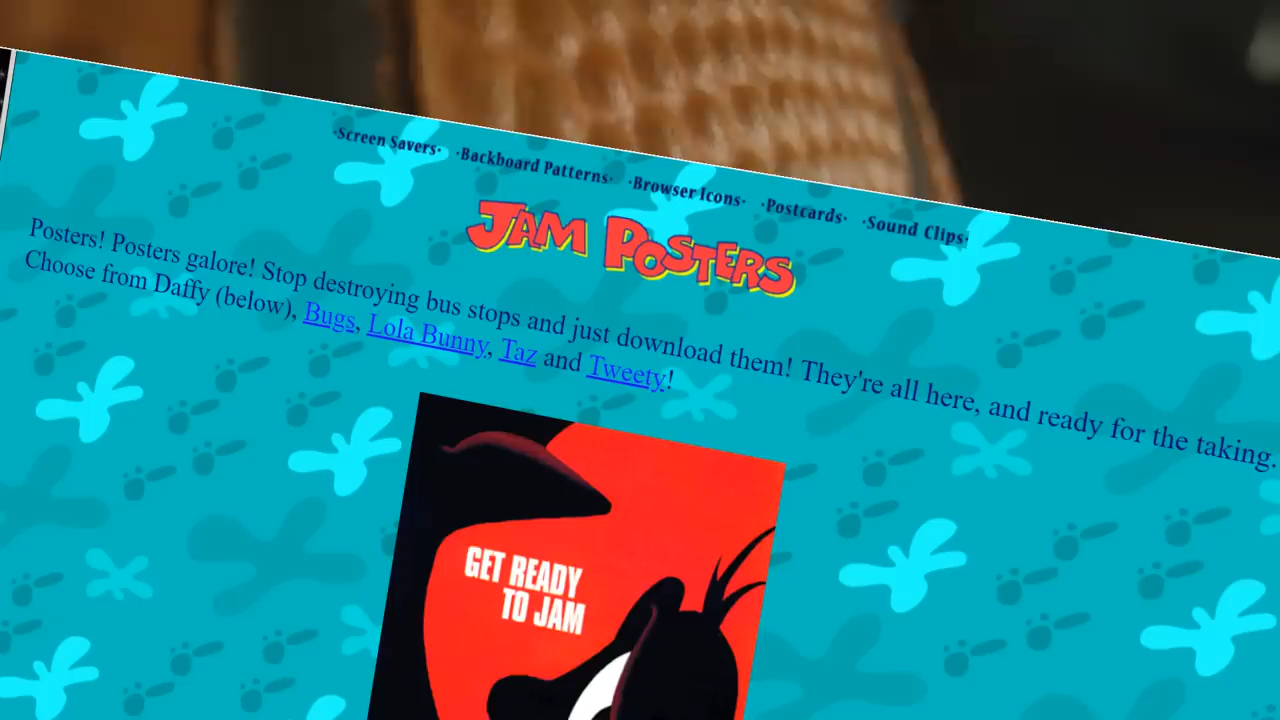 ·Screen Savers· ·Backboard Patterns· ·Browser Icons· ·Postcards· ·Sound Clips·
JAM POSTERS
Posters! Posters galore! Stop destroying bus stops and just download them! They're all here, and ready for the taking.
Choose from Daffy (below), Bugs, Lola Bunny, Taz and Tweety!
GET READY
TO JAM